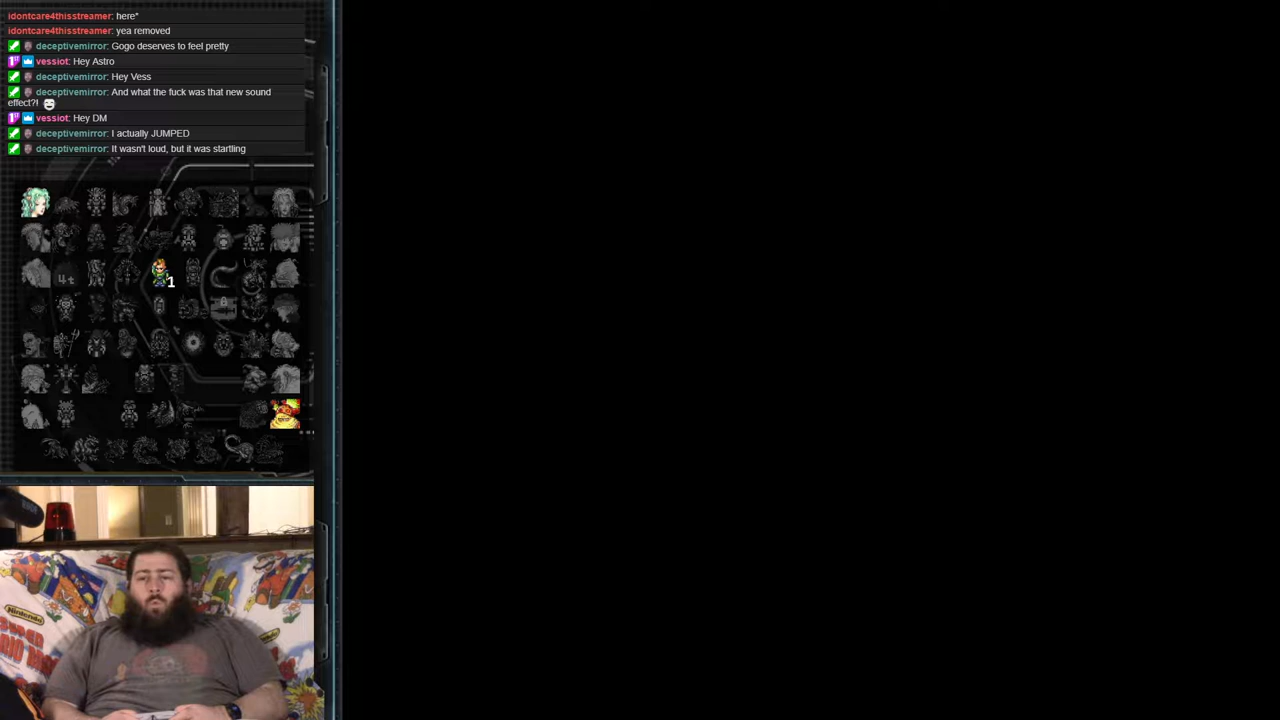 idontcare4thisstreamer: here*
idontcare4thisstreamer: yea removed
deceptivemirror: Gogo deserves to feel pretty
vessiot: Hey Astro
deceptivemirror: Hey Vess
deceptivemirror: And what the fuck was that new sound
effect?!
vessiot: Hey DM
deceptivemirror: I actually JUMPED
deceptivemirror: It wasn't loud, but it was startling
1
Nintendo
SUPER